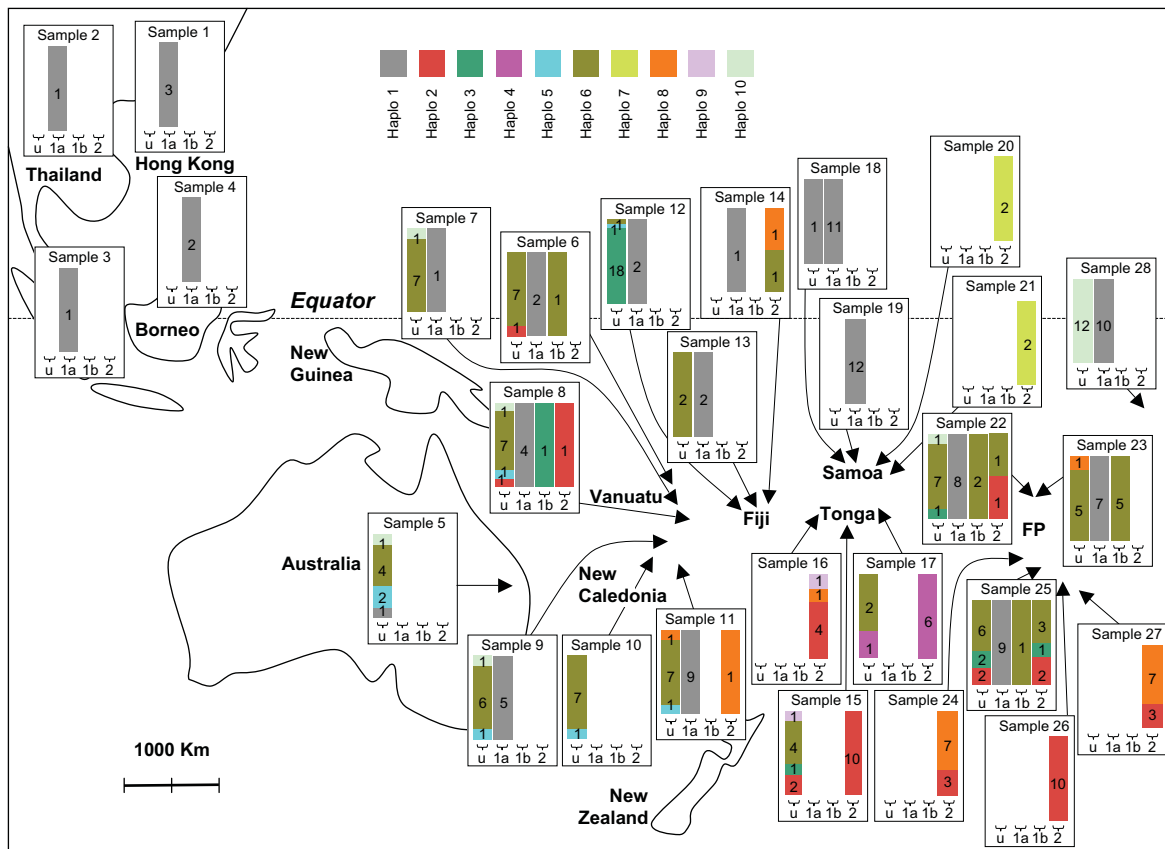 Sample 2
1
u 1a 1b 2
Thailand
Sample 1
3
u 1a 1b 2
Hong Kong
Haplo 1
Haplo 2
Haplo 3
Haplo 4
Haplo 5
Haplo 6
Haplo 7
Haplo 8
Haplo 9
Haplo 10
Sample 4
2
u 1a 1b 2
Sample 3
1
u 1a 1b 2
Borneo
Equator
New
Guinea
Sample 7
1
7 1
u 1a 1b 2
Sample 6
7 2 1
1
u 1a 1b 2
Sample 12
1
1
18 2
u 1a 1b 2
Sample 14
1
1
1
u 1a 1b 2
Sample 18
1 11
u 1a 1b 2
Sample 20
2
u 1a 1b 2
Sample 13
2 2
u 1a 1b 2
Sample 19
12
u 1a 1b 2
Sample 21
2
u 1a 1b 2
Sample 28
12 10
u 1a 1b 2
Sample 8
1
7 4 1 1
1
1
u 1a 1b 2
Vanuatu
Fiji
Samoa
Tonga
Sample 22
1
1
7 8 2
1
1
u 1a 1b 2
Sample 23
1
5 7 5
u 1a 1b 2
FP
Australia
Sample 5
1
4
2
1
u 1a 1b 2
New
Caledonia
Sample 9
1
6 5
1
u 1a 1b 2
Sample 10
7
1
u 1a 1b 2
Sample 11
1
7 9 1
1
u 1a 1b 2
Sample 16
1
1
4
u 1a 1b 2
Sample 17
2
6
1
u 1a 1b 2
Sample 25
6 9 1 3
2 1
2 2
u 1a 1b 2
Sample 27
7
3
u 1a 1b 2
Sample 15
1
4
1 10
2
u 1a 1b 2
Sample 24
7
3
u 1a 1b 2
Sample 26
10
u 1a 1b 2
1000 Km
New
Zealand